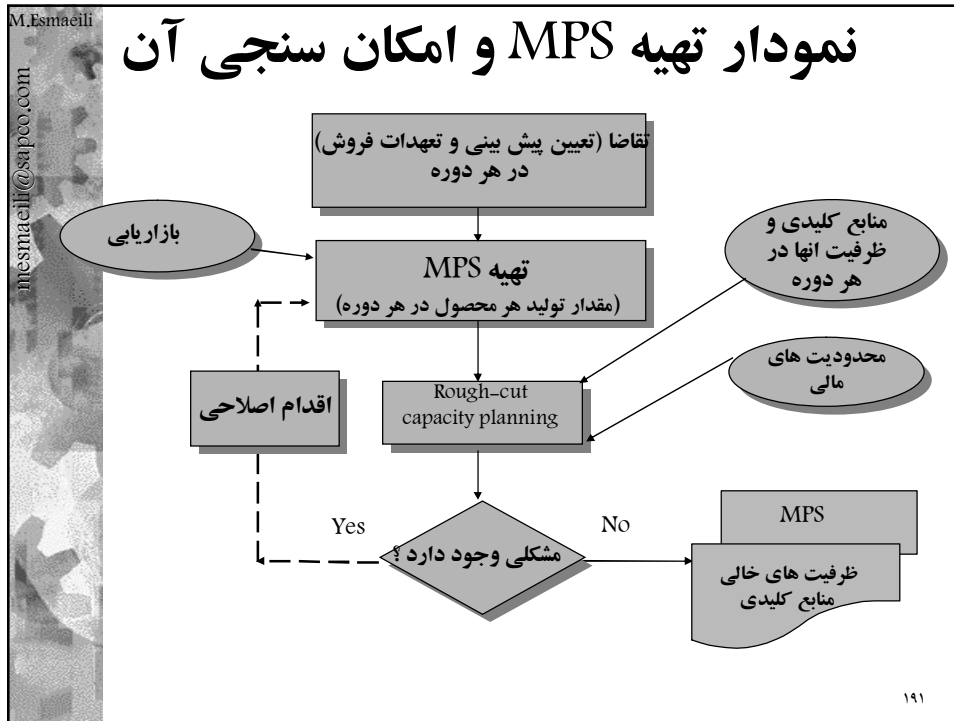 M.Esmaeili
mesmaeili@sapco.com
نمودار تهیه MPS و امکان سنجی آن
تقاضا (تعیین پیش بینی و تعهدات فروش)
در هر دوره
بازاریابی
منابع کلیدی و
ظرفیت انها در
هر دوره
تهیه MPS
(مقدار تولید هر محصول در هر دوره)
محدودیت های
مالی
اقدام اصلاحی
Rough-cut
capacity planning
Yes
No
مشکلی وجود دارد ؟
MPS
ظرفیت های خالی
منابع کلیدی
۱۹۱